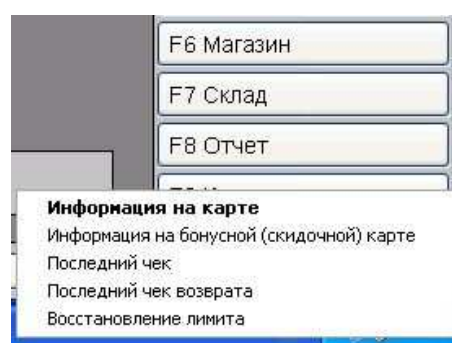 F6 Магазин
F7 Склад
F8 Отчет
Информация на карте
Информация на бонусной (скидочной) карте
Последний чек
Последний чек возврата
Восстановление лимита